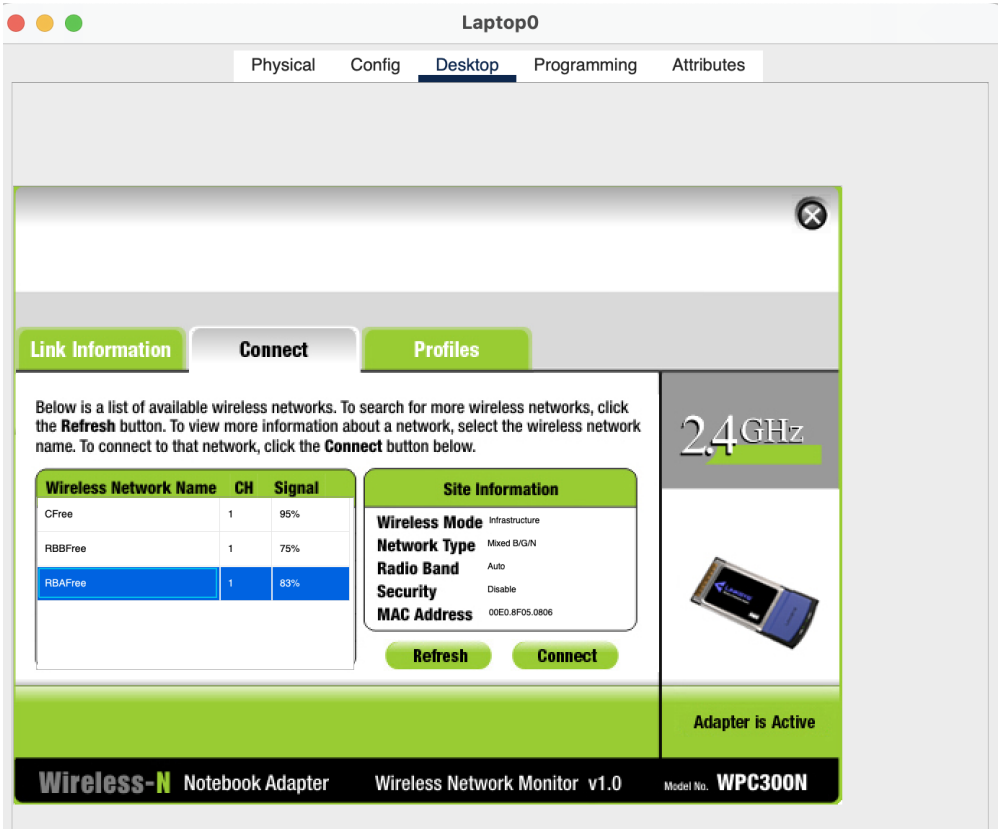 Laptop0
Physical Config Desktop Programming Attributes
Link Information Connect Profiles
Below is a list of available wireless networks. To search for more wireless networks, click
the Refresh button. To view more information about a network, select the wireless network
name. To connect to that network, click the Connect button below.
2.4GHz
Wireless Network Name CH Signal
CFree 1 95%
RBBFree 1 75%
RBAFree 1 83%
Site Information
Wireless Mode Infrastructure
Network Type Mixed B/G/N
Radio Band Auto
Security Disable
MAC Address 00E0.8F05.0806
Refresh Connect
Adapter is Active
Wireless-N Notebook Adapter Wireless Network Monitor v1.0 Model No. WPC300N